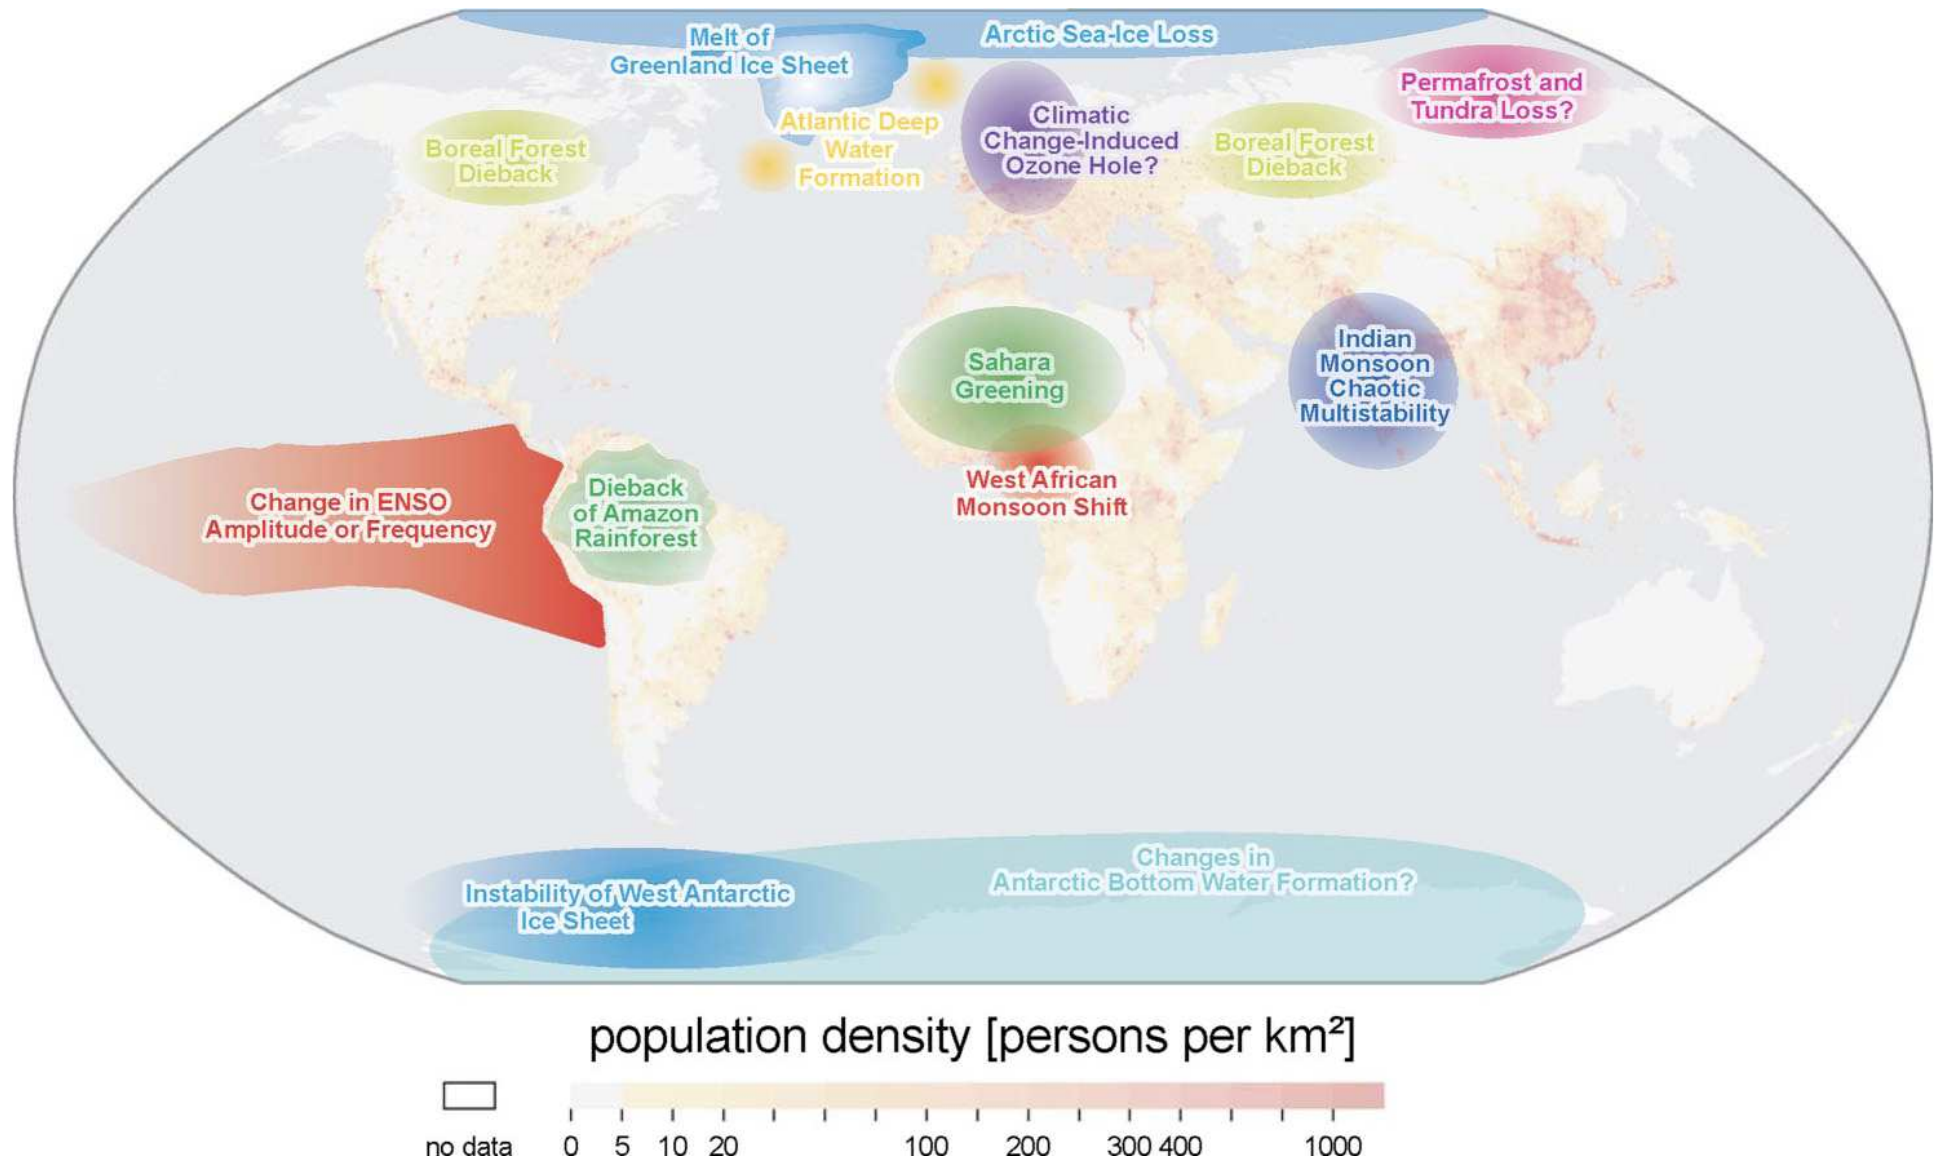 Melt of
Greenland Ice Sheet
Arctic Sea-Ice Loss
Permafrost and
Tundra Loss?
Boreal Forest
Dieback
Atlantic Deep
Water
Formation
Climatic
Change-Induced
Ozone Hole?
Boreal Forest
Dieback
Sahara
Greening
Indian
Monsoon
Chaotic
Multistability
West African
Monsoon Shift
Change in ENSO
Amplitude or Frequency
Dieback
of Amazon
Rainforest
Instability of West Antarctic
Ice Sheet
Changes in
Antarctic Bottom Water Formation?
population density [persons per km²]
no data 0 5 10 20 100 200 300 400 1000